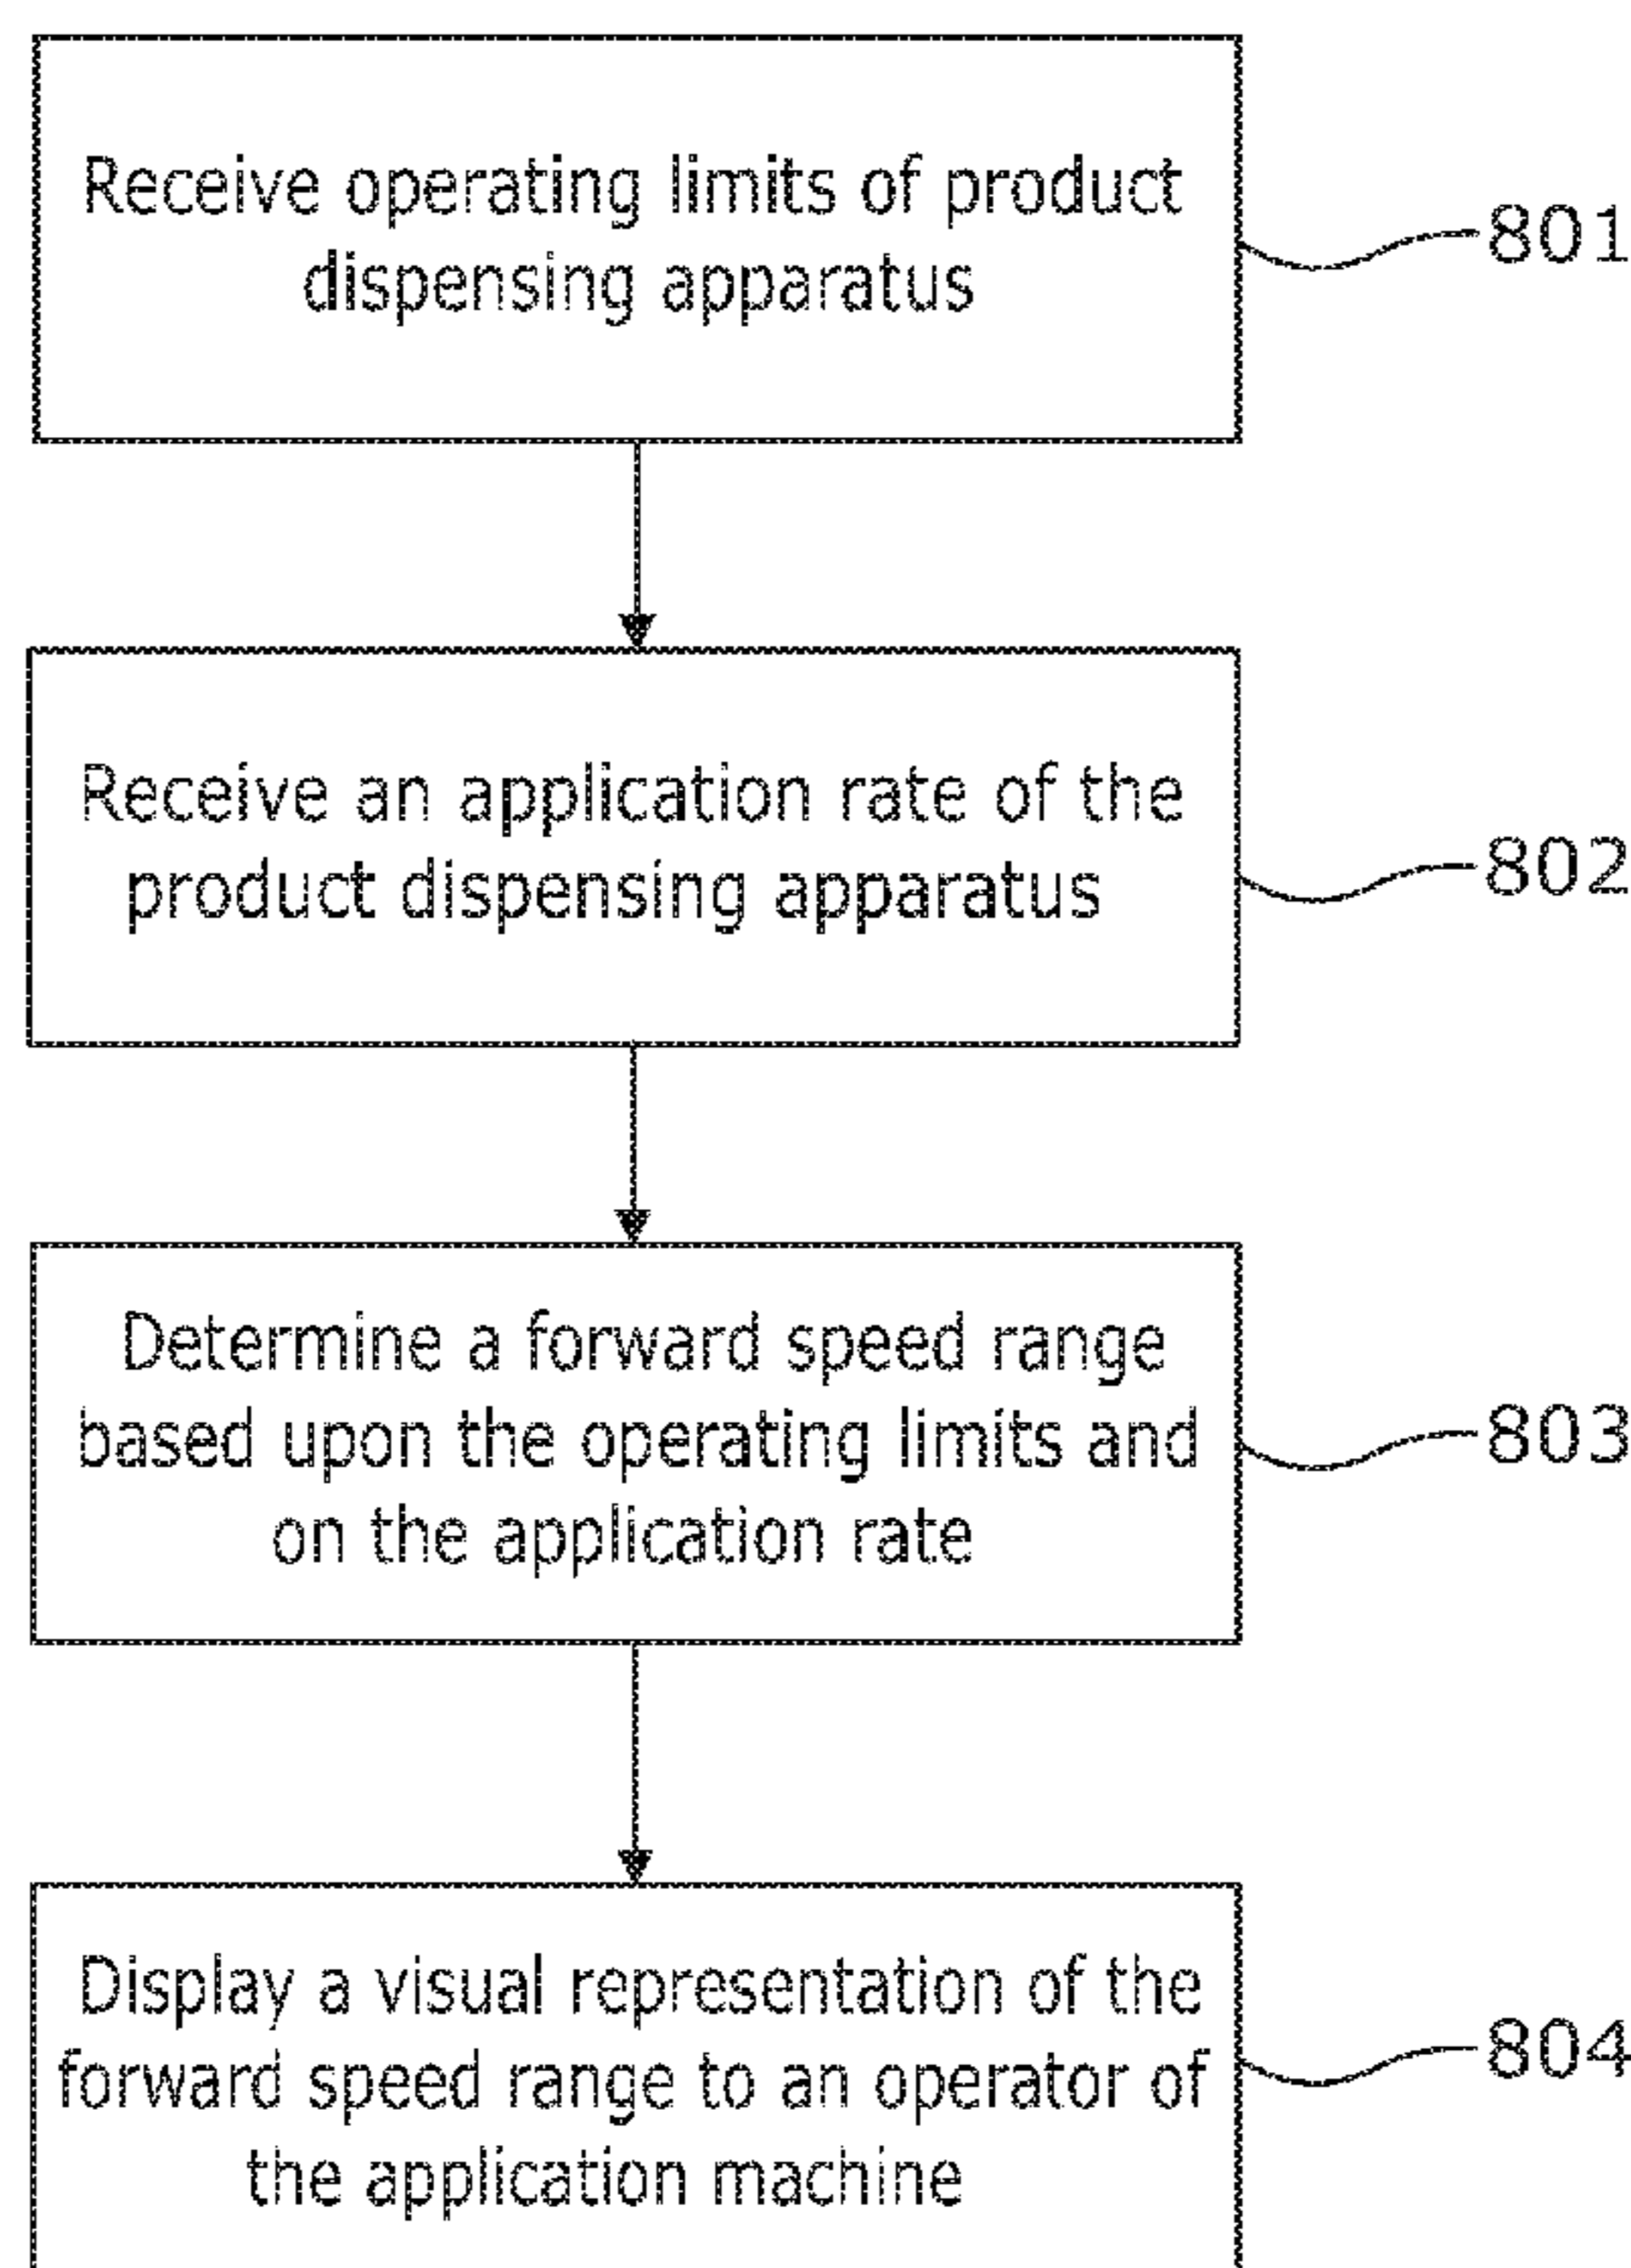 Receive operating limits of product
dispensing apparatus
801
Receive an application rate of the
product dispensing apparatus
802
Determine a forward speed range
based upon the operating limits and
on the application rate
803
Display a visual representation of the
forward speed range to an operator of
the application machine
804